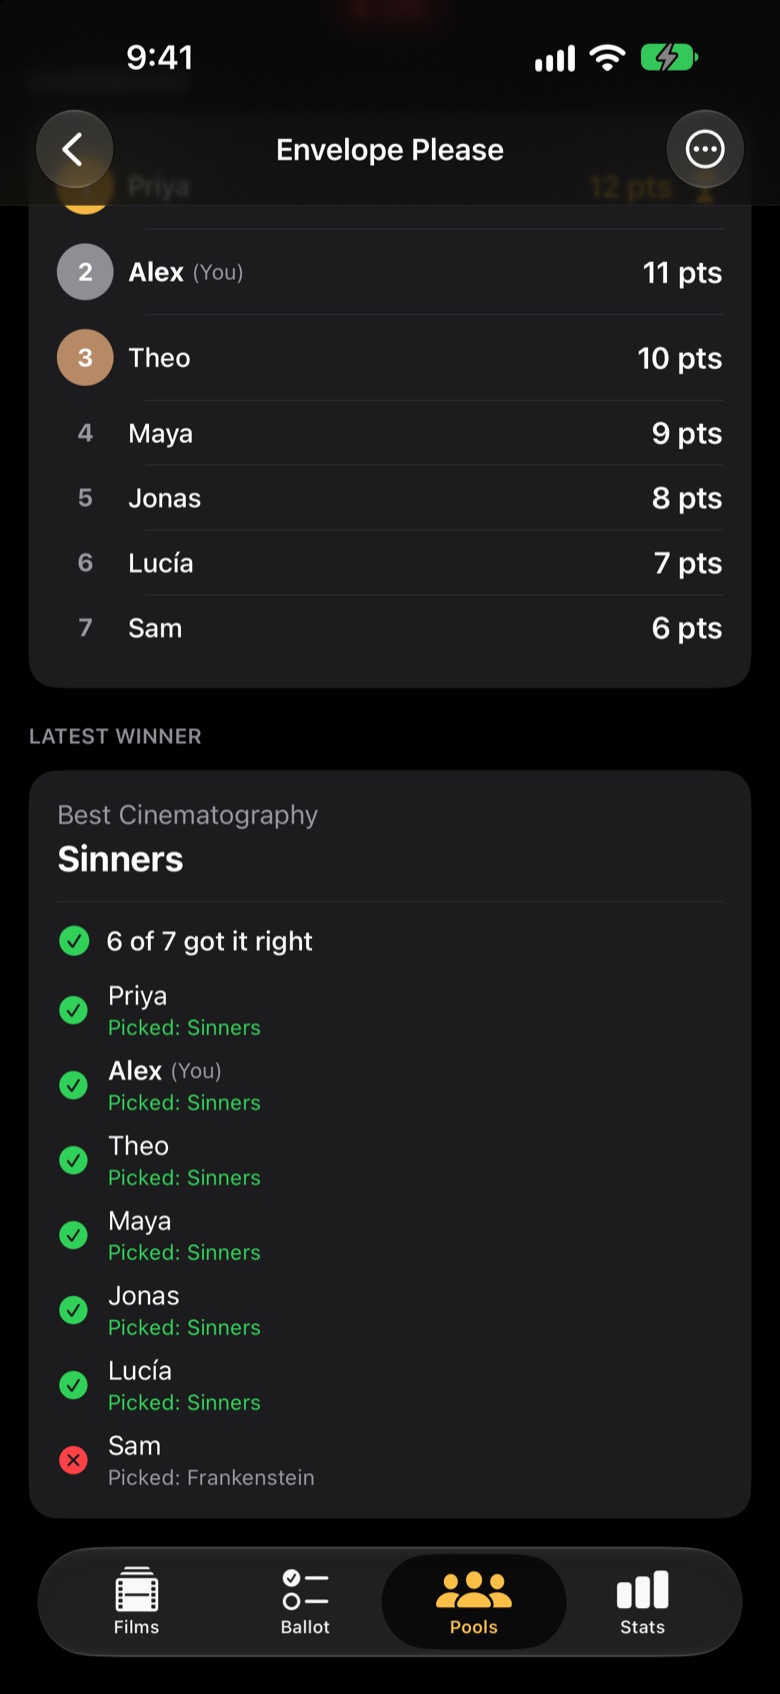 9:41
Envelope Please
Priya 12 pts
2 Alex (You) 11 pts
3 Theo 10 pts
4 Maya 9 pts
5 Jonas 8 pts
6 Lucía 7 pts
7 Sam 6 pts
LATEST WINNER
Best Cinematography
Sinners
6 of 7 got it right
Priya
Picked: Sinners
Alex (You)
Picked: Sinners
Theo
Picked: Sinners
Maya
Picked: Sinners
Jonas
Picked: Sinners
Lucía
Picked: Sinners
Sam
Picked: Frankenstein
Films Ballot Pools Stats